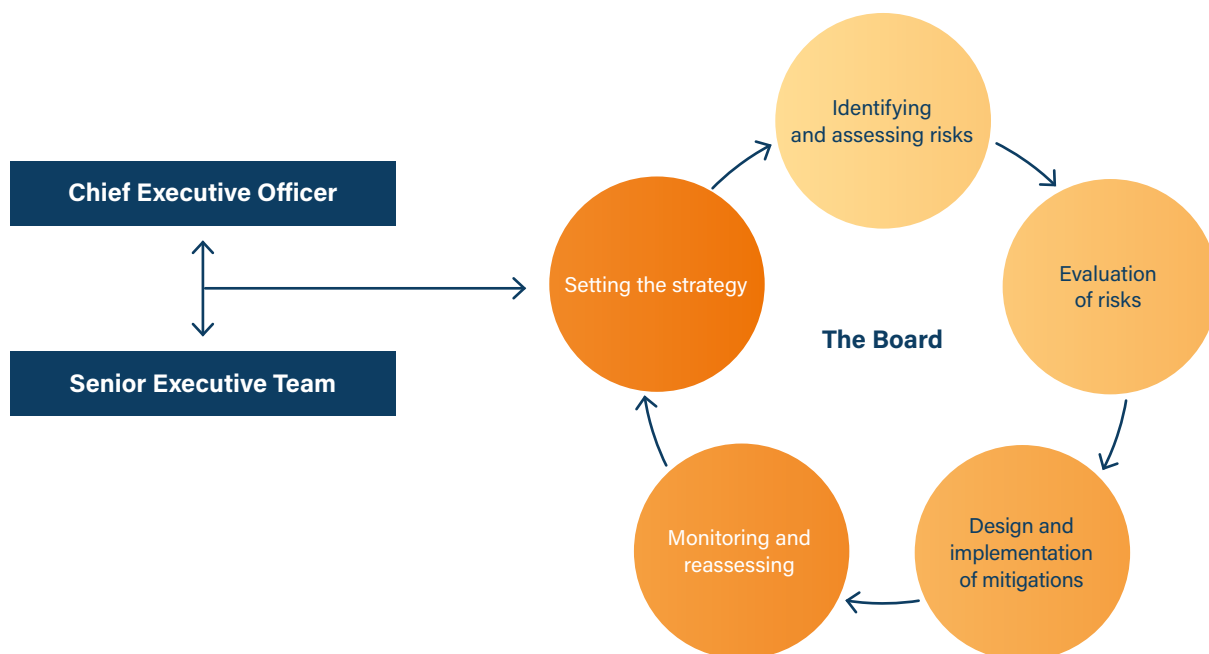 Chief Executive Officer
Senior Executive Team
Identifying
and assessing risks
Setting the strategy
Evaluation
of risks
The Board
Monitoring and
reassessing
Design and
implementation
of mitigations